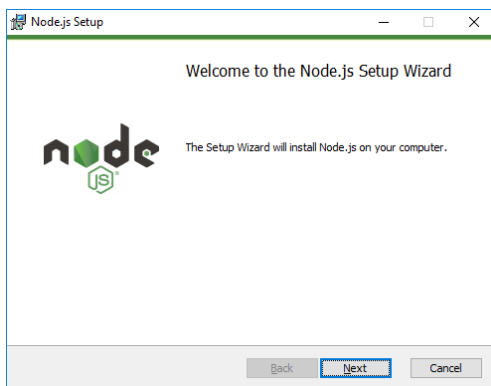 Node.js Setup
Welcome to the Node.js Setup Wizard
node
JS
The Setup Wizard will install Node.js on your computer.
Back Next Cancel